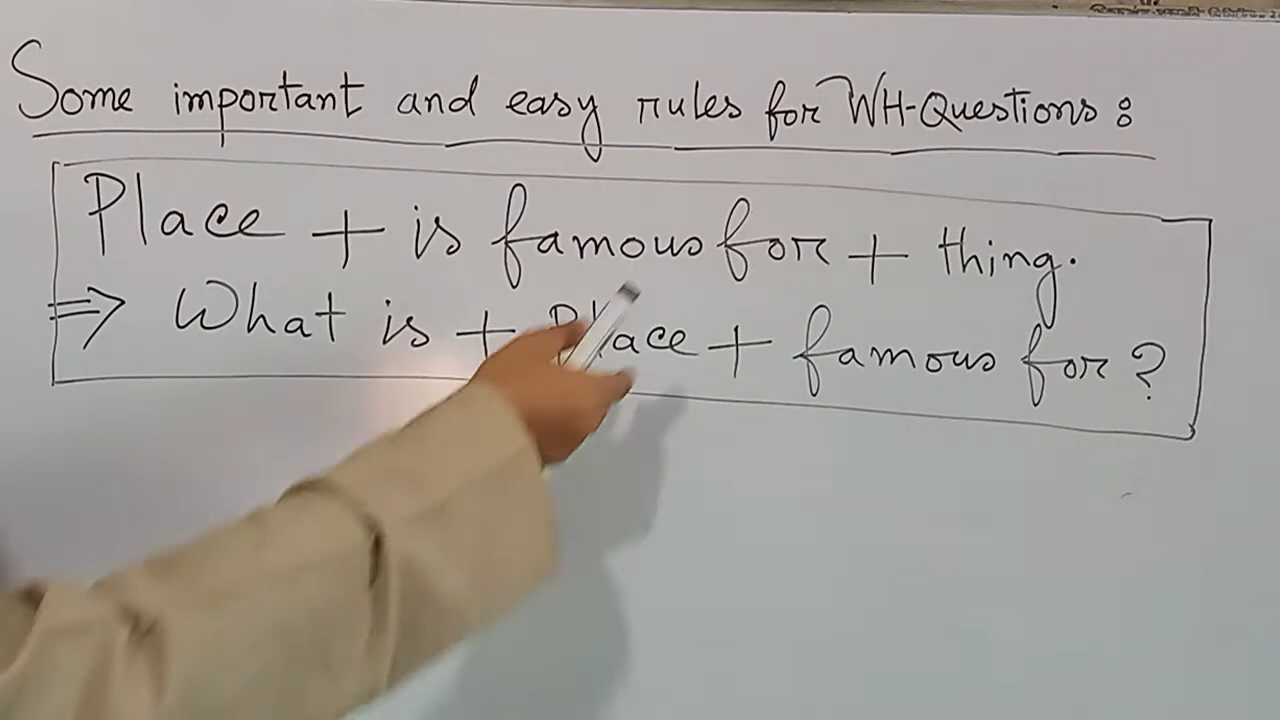 Some important and easy rules for WH-Questions :
Place + is famous for + thing.
⇒ What is + Place + famous for ?